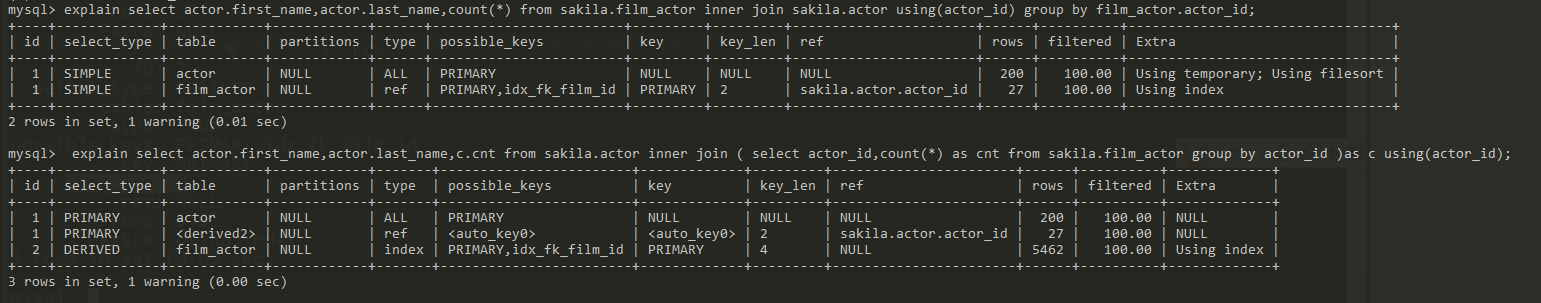 mysql> explain select actor.first_name,actor.last_name,count(*) from sakila.film_actor inner join sakila.actor using(actor_id) group by film_actor.actor_id;
+----+-------------+------------+------------+------+------------------------+---------+---------+-----------------------+------+----------+---------------------------------+
| id | select_type | table      | partitions | type | possible_keys          | key     | key_len | ref                   | rows | filtered | Extra                           |
+----+-------------+------------+------------+------+------------------------+---------+---------+-----------------------+------+----------+---------------------------------+
|  1 | SIMPLE      | actor      | NULL       | ALL  | PRIMARY                | NULL    | NULL    | NULL                  |  200 |   100.00 | Using temporary; Using filesort |
|  1 | SIMPLE      | film_actor | NULL       | ref  | PRIMARY,idx_fk_film_id | PRIMARY | 2       | sakila.actor.actor_id |   27 |   100.00 | Using index                     |
+----+-------------+------------+------------+------+------------------------+---------+---------+-----------------------+------+----------+---------------------------------+
2 rows in set, 1 warning (0.01 sec)
mysql>  explain select actor.first_name,actor.last_name,c.cnt from sakila.actor inner join ( select actor_id,count(*) as cnt from sakila.film_actor group by actor_id )as c using(actor_id);
+----+-------------+------------+------------+-------+------------------------+-------------+---------+-----------------------+------+----------+-------------+
| id | select_type | table      | partitions | type  | possible_keys          | key         | key_len | ref                   | rows | filtered | Extra       |
+----+-------------+------------+------------+-------+------------------------+-------------+---------+-----------------------+------+----------+-------------+
|  1 | PRIMARY     | actor      | NULL       | ALL   | PRIMARY                | NULL        | NULL    | NULL                  |  200 |   100.00 | NULL        |
|  1 | PRIMARY     | <derived2> | NULL       | ref   | <auto_key0>            | <auto_key0> | 2       | sakila.actor.actor_id |   27 |   100.00 | NULL        |
|  2 | DERIVED     | film_actor | NULL       | index | PRIMARY,idx_fk_film_id | PRIMARY     | 4       | NULL                  | 5462 |   100.00 | Using index |
+----+-------------+------------+------------+-------+------------------------+-------------+---------+-----------------------+------+----------+-------------+
3 rows in set, 1 warning (0.00 sec)